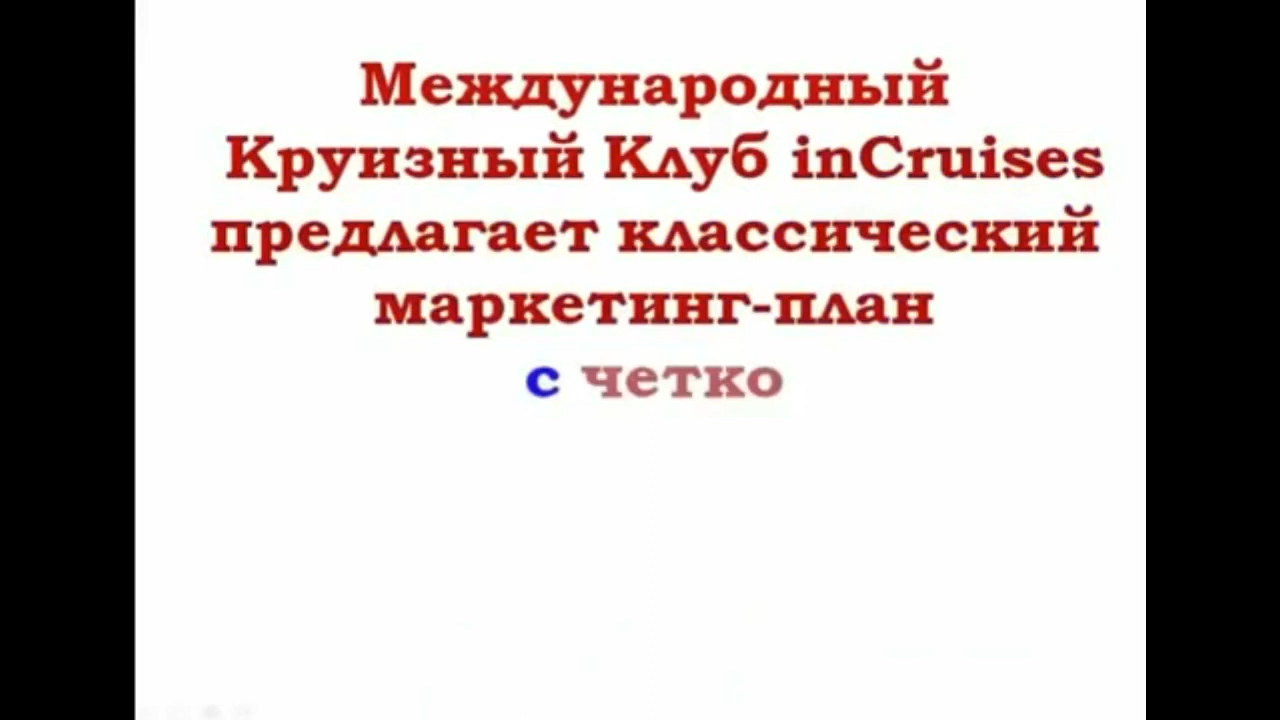 Международный
Круизный Клуб inCruises
предлагает классический
маркетинг-план
с четко